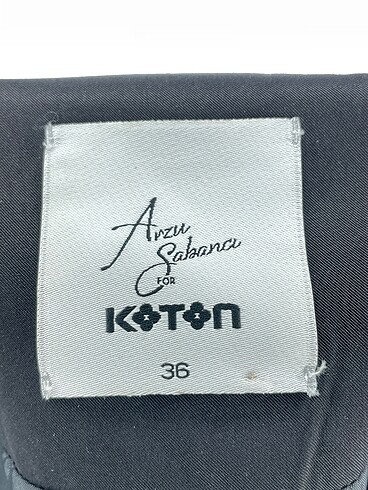 Arzu
Sabancı
FOR
KOTON
36